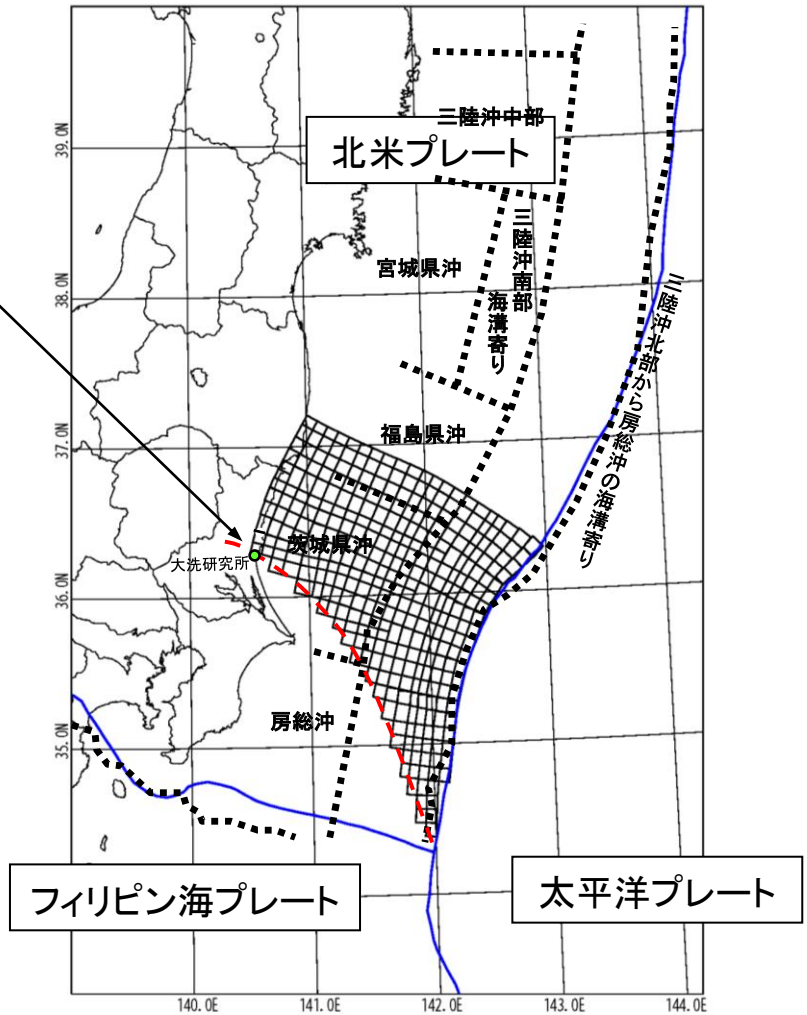 三陸沖中部
北米プレート
39.0N
三陸沖南部
海溝寄り
宮城県沖
38.0N
三陸沖北部から房総沖の海溝寄り
福島県沖
37.0N
茨城県沖
大洗研究所
36.0N
房総沖
35.0N
フィリピン海プレート
太平洋プレート
140.0E
141.0E
142.0E
143.0E
144.0E